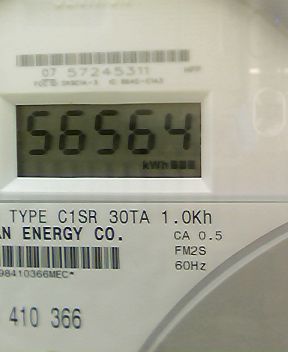 07 57245311
56564
kWh
TYPE C1SR 30TA 1.0Kh
AN ENERGY CO.
CA 0.5
FM2S
60Hz
98410366MEC*
410 366